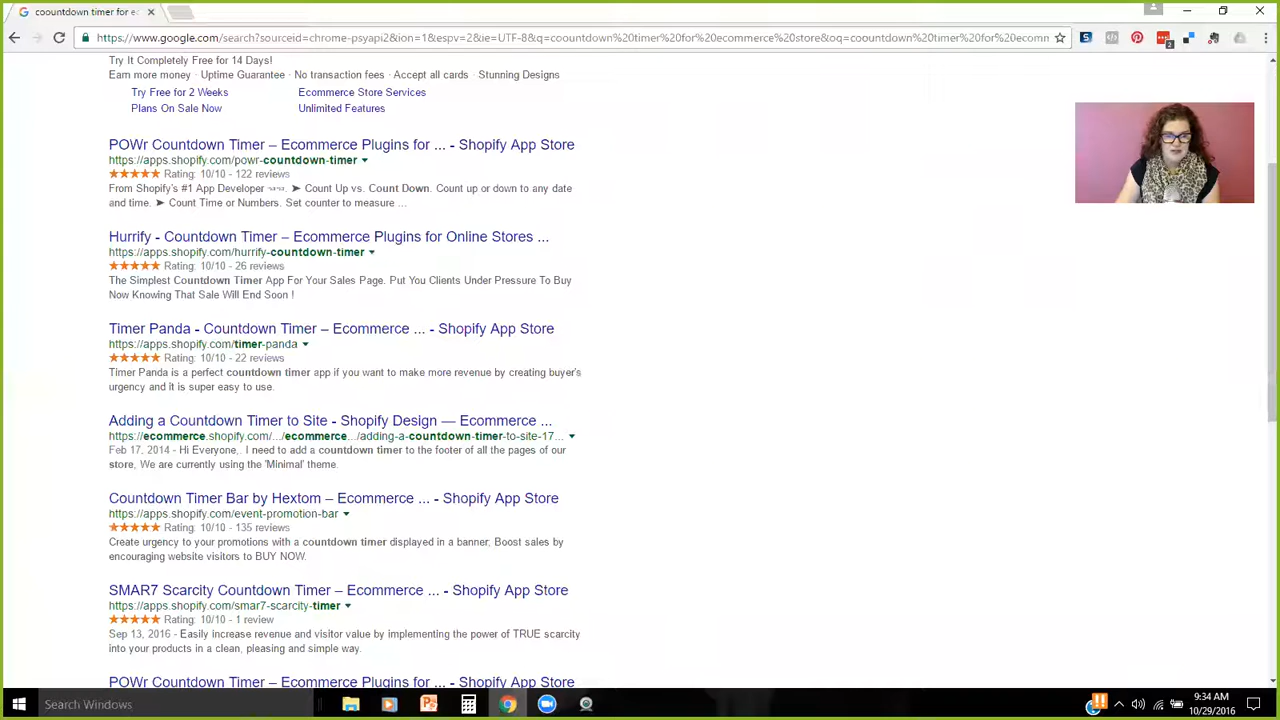 coountdown timer for ec
https://www.google.com/search?sourceid=chrome-psyapi2&ion=1&espv=2&ie=UTF-8&q=coountdown%20timer%20for%20ecommerce%20store&oq=coountdown%20timer%20for%20ecomm
Try It Completely Free for 14 Days!
Earn more money · Uptime Guarantee · No transaction fees · Accept all cards · Stunning Designs
Try Free for 2 Weeks Ecommerce Store Services
Plans On Sale Now Unlimited Features
POWr Countdown Timer – Ecommerce Plugins for ... - Shopify App Store
https://apps.shopify.com/powr-countdown-timer
Rating: 10/10 - 122 reviews
From Shopify's #1 App Developer ➤ Count Up vs. Count Down. Count up or down to any date
and time. ➤ Count Time or Numbers. Set counter to measure ...
Hurrify - Countdown Timer – Ecommerce Plugins for Online Stores ...
https://apps.shopify.com/hurrify-countdown-timer
Rating: 10/10 - 26 reviews
The Simplest Countdown Timer App For Your Sales Page. Put You Clients Under Pressure To Buy
Now Knowing That Sale Will End Soon !
Timer Panda - Countdown Timer – Ecommerce ... - Shopify App Store
https://apps.shopify.com/timer-panda
Rating: 10/10 - 22 reviews
Timer Panda is a perfect countdown timer app if you want to make more revenue by creating buyer's
urgency and it is super easy to use.
Adding a Countdown Timer to Site - Shopify Design — Ecommerce ...
https://ecommerce.shopify.com/.../ecommerce.../adding-a-countdown-timer-to-site-17...
Feb 17, 2014 - Hi Everyone,. I need to add a countdown timer to the footer of all the pages of our
store, We are currently using the 'Minimal' theme.
Countdown Timer Bar by Hextom – Ecommerce ... - Shopify App Store
https://apps.shopify.com/event-promotion-bar
Rating: 10/10 - 135 reviews
Create urgency to your promotions with a countdown timer displayed in a banner; Boost sales by
encouraging website visitors to BUY NOW.
SMAR7 Scarcity Countdown Timer – Ecommerce ... - Shopify App Store
https://apps.shopify.com/smar7-scarcity-timer
Rating: 10/10 - 1 review
Sep 13, 2016 - Easily increase revenue and visitor value by implementing the power of TRUE scarcity
into your products in a clean, pleasing and simple way.
POWr Countdown Timer – Ecommerce Plugins for ... - Shopify App Store
Search Windows
9:34 AM
10/29/2016